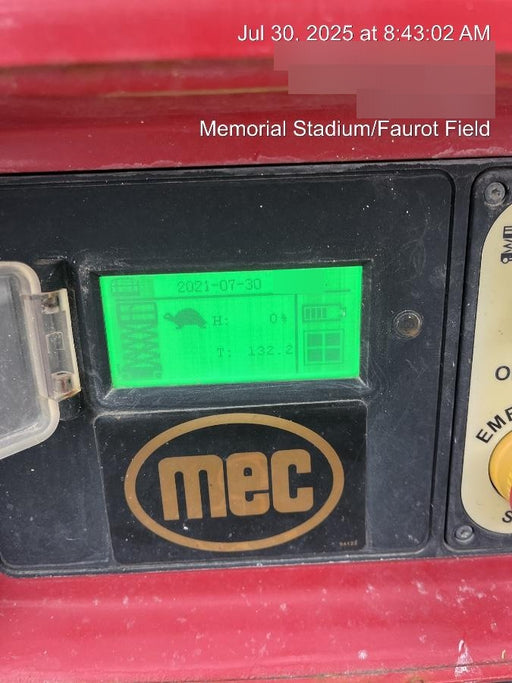 Jul 30, 2025 at 8:43:02 AM
Memorial Stadium/Faurot Field
2021-07-30
H: 0%
T: 132.2
mec
EME
S